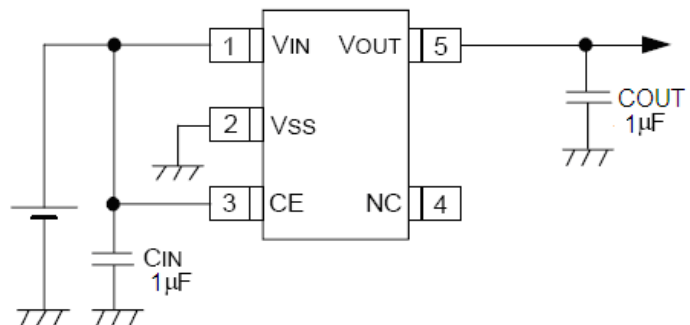 1 VIN VOUT 5
2 VSS
3 CE NC 4
COUT
1μF
CIN
1μF